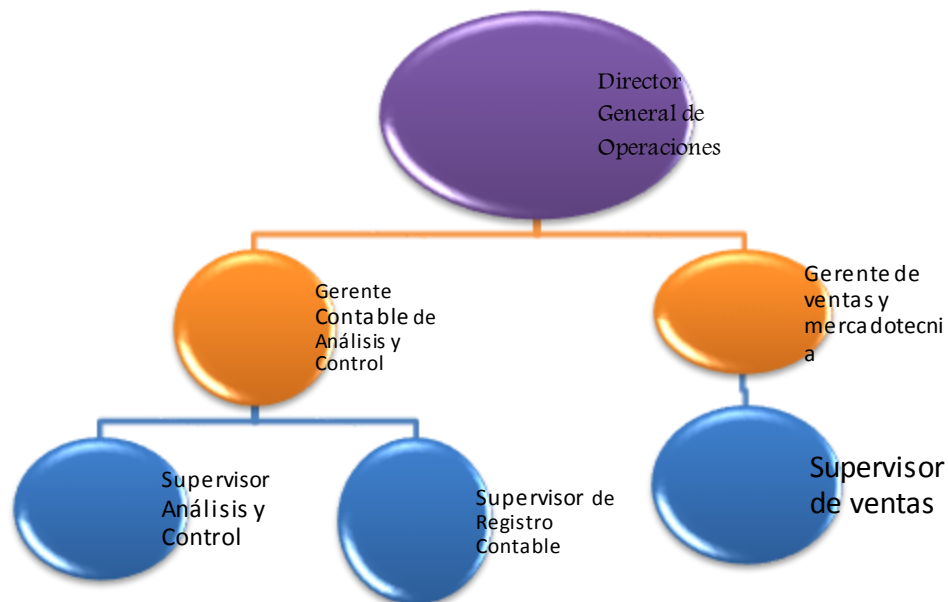 Director
General de
Operaciones
Gerente
Contable de
Análisis y
Control
Gerente de
ventas y
mercadotecni
a
Supervisor
Análisis y
Control
Supervisor de
Registro
Contable
Supervisor
de ventas